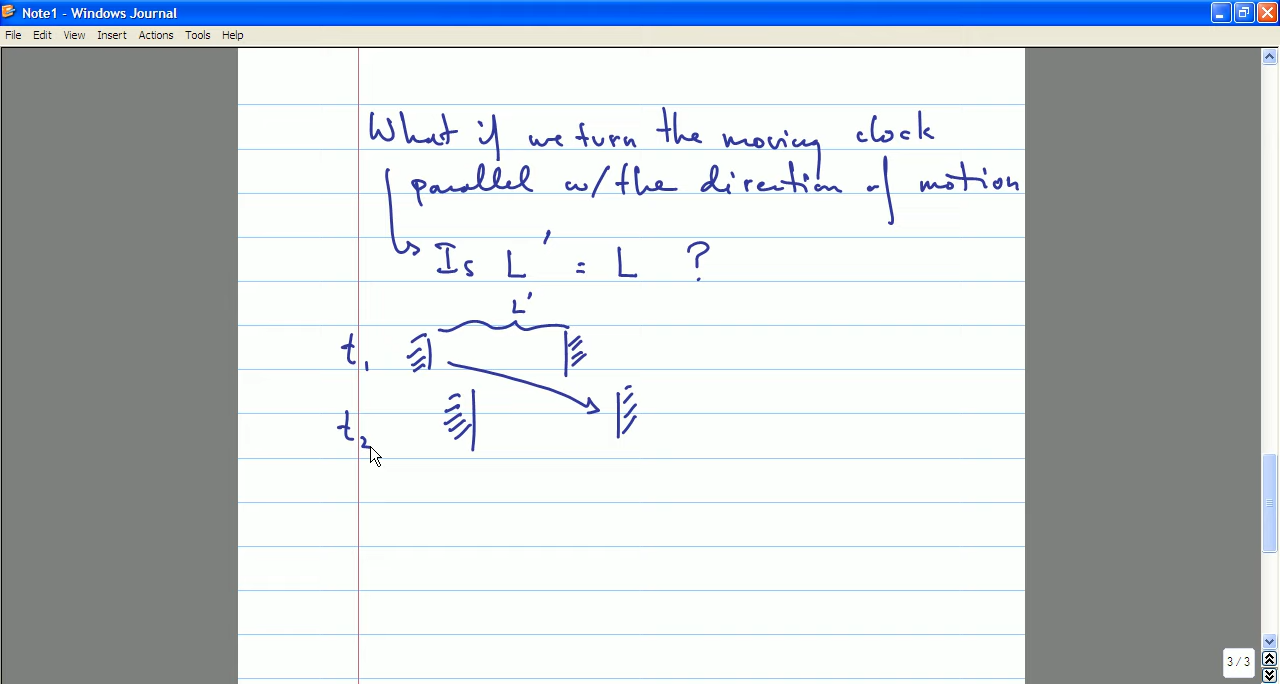 Note1 - Windows Journal
File Edit View Insert Actions Tools Help
What if we turn the moving clock
parallel w/the direction of motion
Is L' = L ?
L'
t1
t2
3 / 3